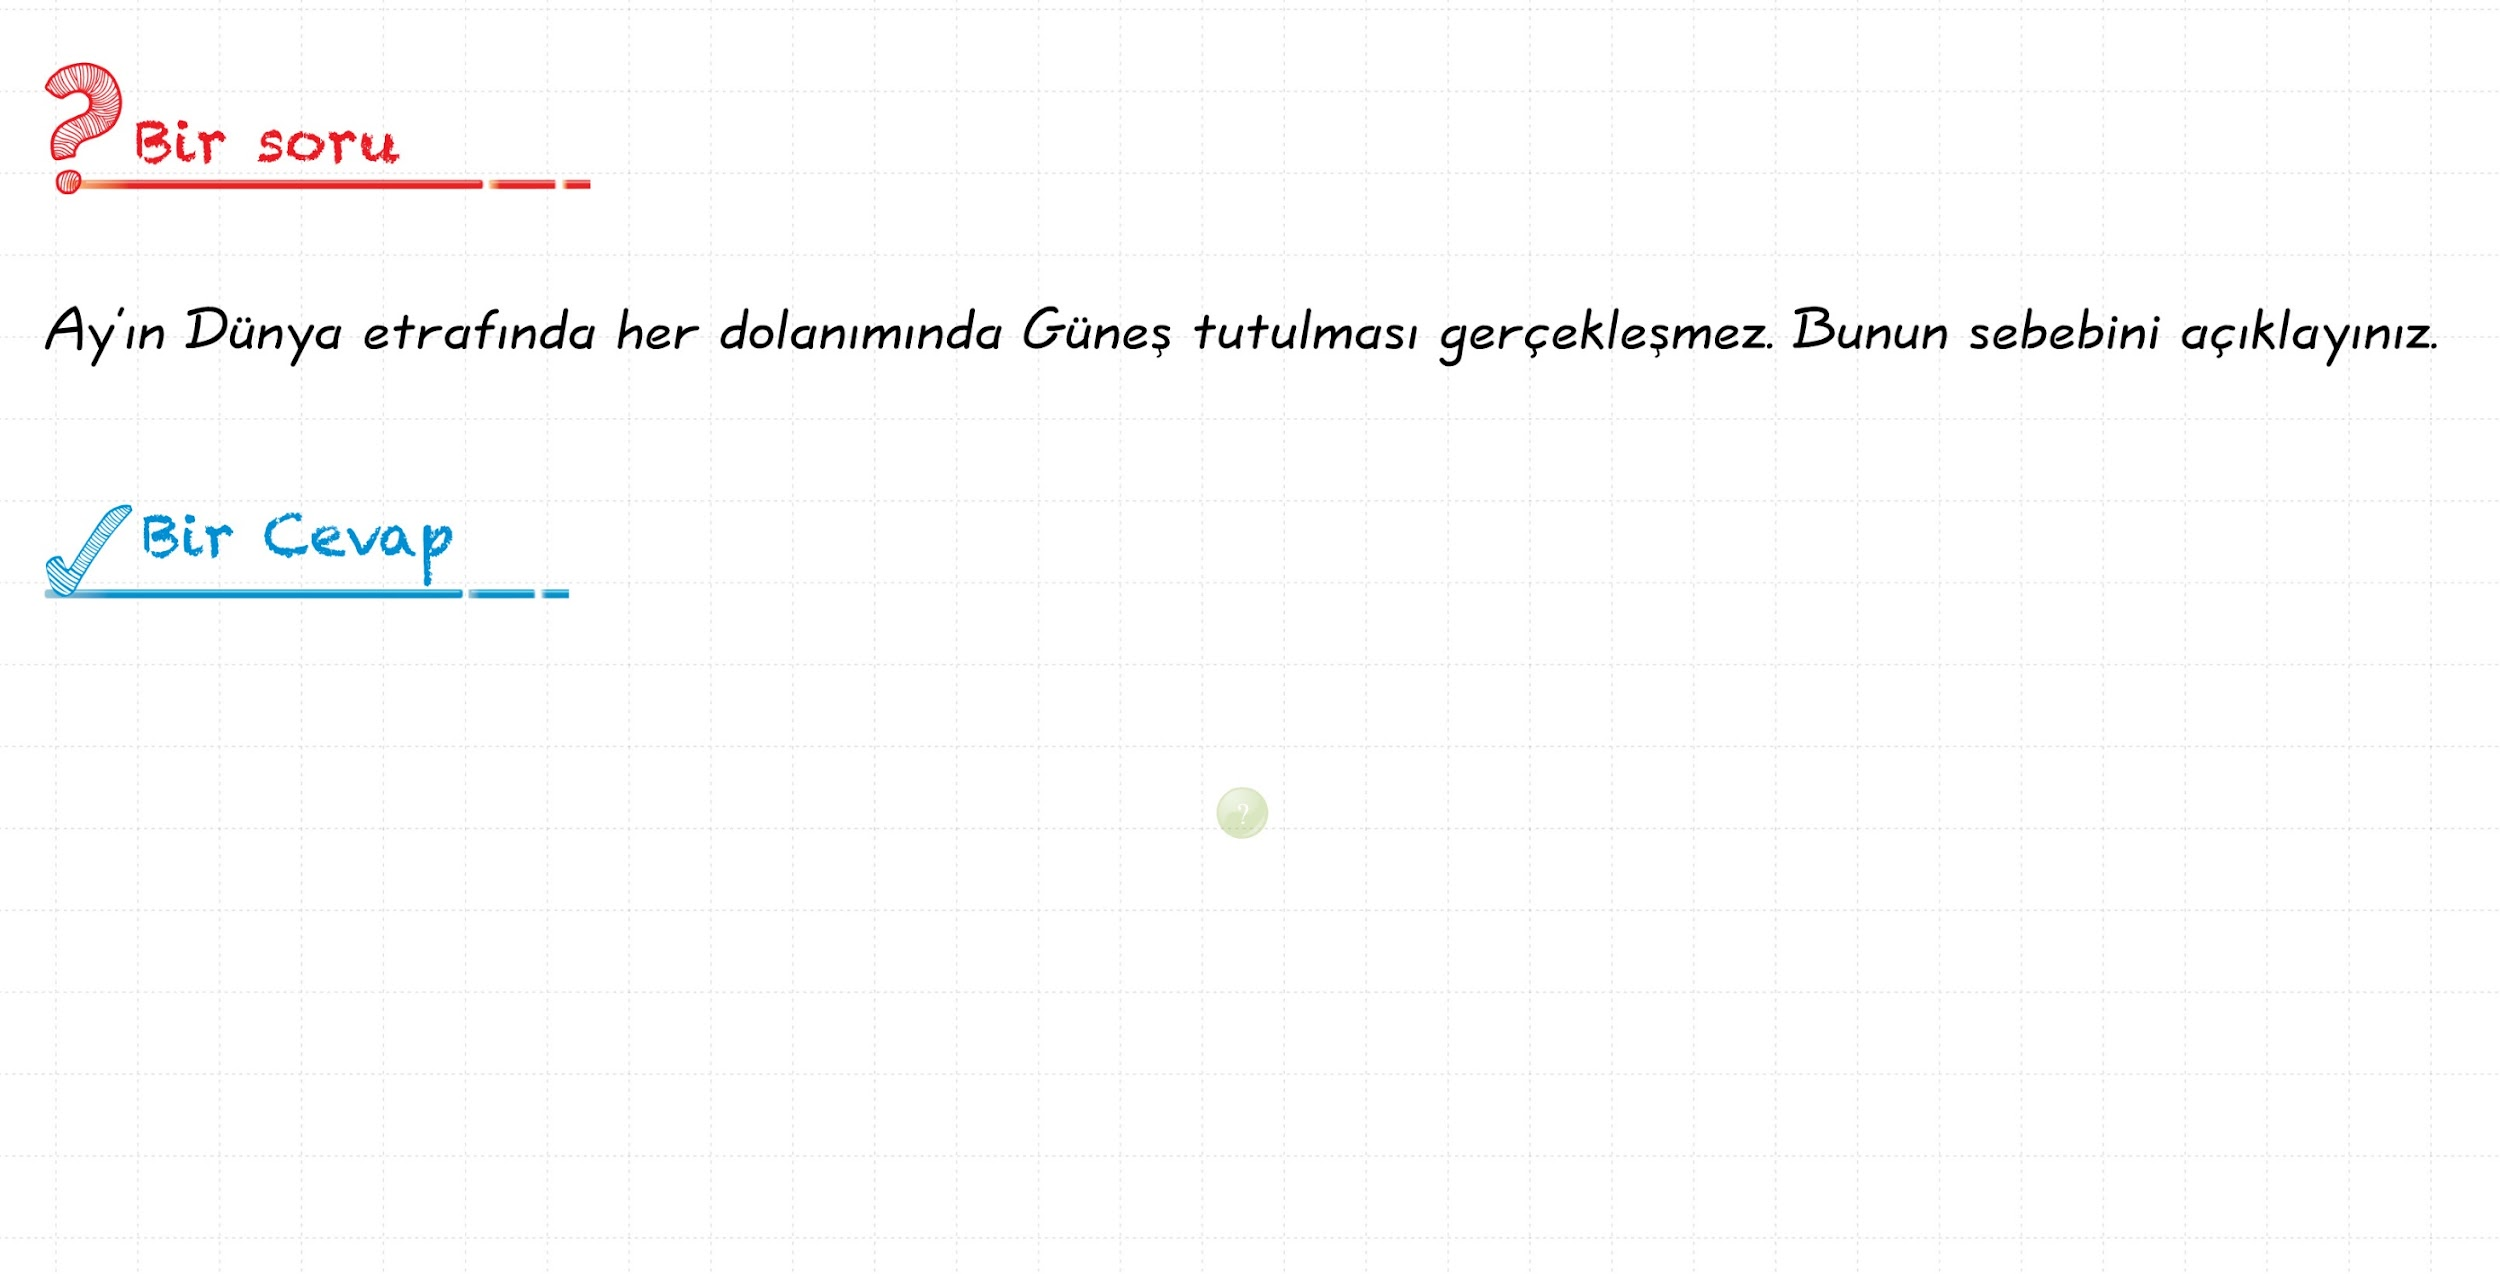 Bir soru
Ay'ın Dünya etrafında her dolanımında Güneş tutulması gerçekleşmez. Bunun sebebini açıklayınız.
Bir Cevap
?